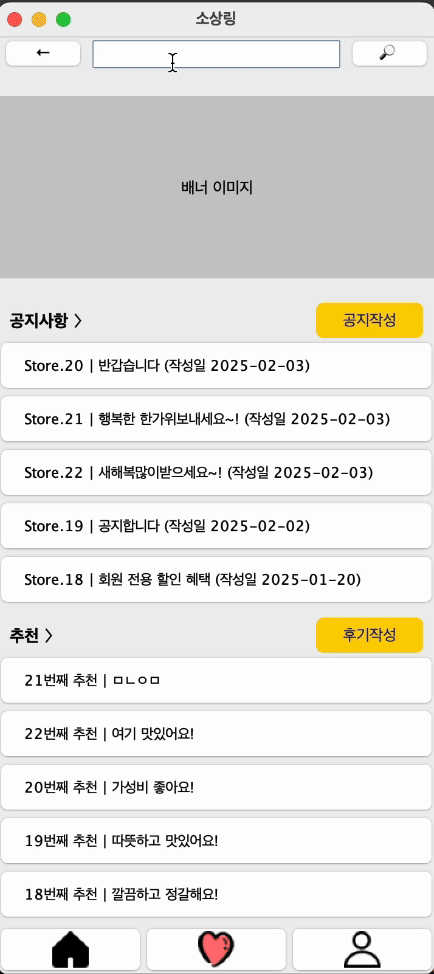 소상링
←
배너 이미지
공지사항 >
공지작성
Store.20 | 반갑습니다 (작성일 2025-02-03)
Store.21 | 행복한 한가위보내세요~! (작성일 2025-02-03)
Store.22 | 새해복많이받으세요~! (작성일 2025-02-03)
Store.19 | 공지합니다 (작성일 2025-02-02)
Store.18 | 회원 전용 할인 혜택 (작성일 2025-01-20)
추천 >
후기작성
21번째 추천 | ㅁㄴㅇㅁ
22번째 추천 | 여기 맛있어요!
20번째 추천 | 가성비 좋아요!
19번째 추천 | 따뜻하고 맛있어요!
18번째 추천 | 깔끔하고 정갈해요!